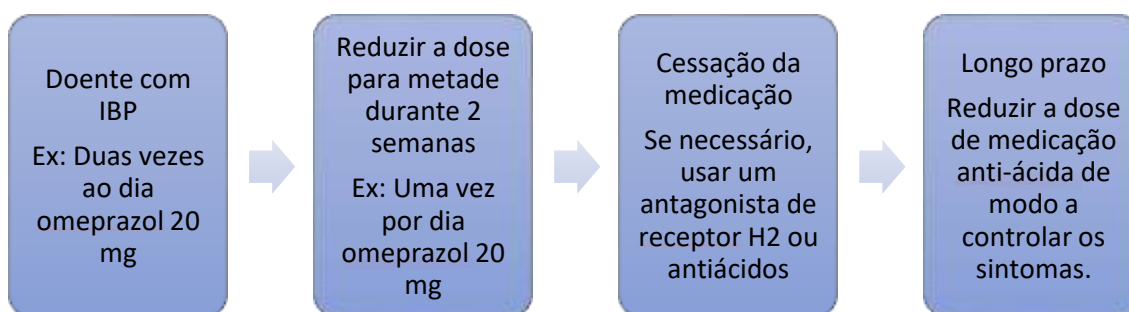 Doente com
IBP
Ex: Duas vezes
ao dia
omeprazol 20
mg
Reduzir a dose
para metade
durante 2
semanas
Ex: Uma vez
por dia
omeprazol 20
mg
Cessação da
medicação
Se necessário,
usar um
antagonista de
receptor H2 ou
antiácidos
Longo prazo
Reduzir a dose
de medicação
anti-ácida de
modo a
controlar os
sintomas.